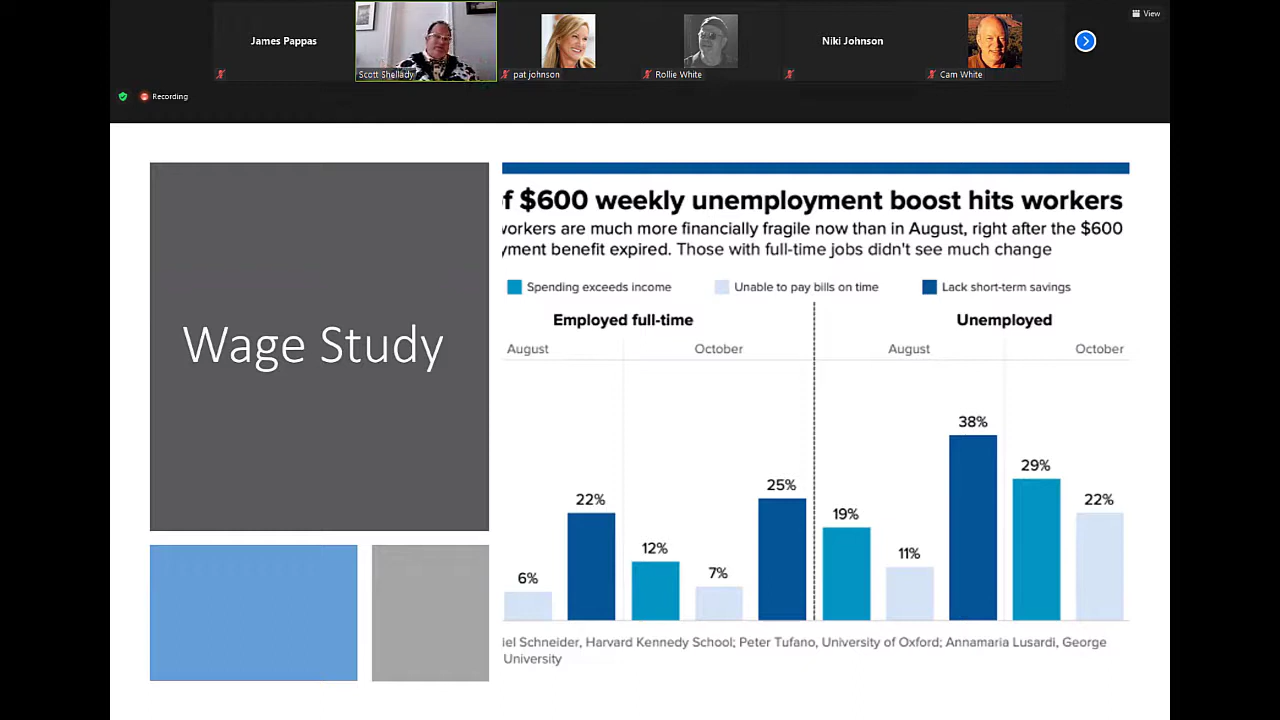 View
James Pappas
Niki Johnson
Scott Shellady
pat johnson
Rollie White
Cam White
Recording
Wage Study
f $600 weekly unemployment boost hits workers
workers are much more financially fragile now than in August, right after the $600
yment benefit expired. Those with full-time jobs didn't see much change
Spending exceeds income
Unable to pay bills on time
Lack short-term savings
Employed full-time
Unemployed
August
October
August
October
6%
22%
12%
7%
25%
19%
11%
38%
29%
22%
iel Schneider, Harvard Kennedy School; Peter Tufano, University of Oxford; Annamaria Lusardi, George
University